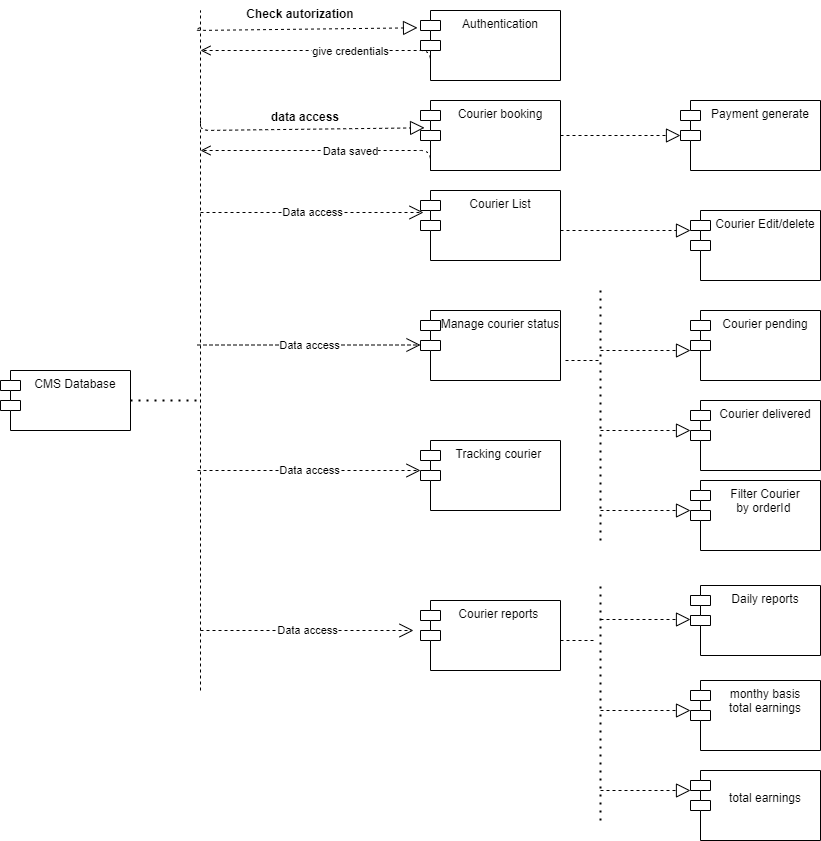 Check autorization
Authentication
give credentials
data access
Courier booking
Payment generate
Data saved
Data access
Courier List
Courier Edit/delete
Manage courier status
Courier pending
Data access
CMS Database
Courier delivered
Tracking courier
Data access
Filter Courier
by orderId
Daily reports
Courier reports
Data access
monthy basis
total earnings
total earnings